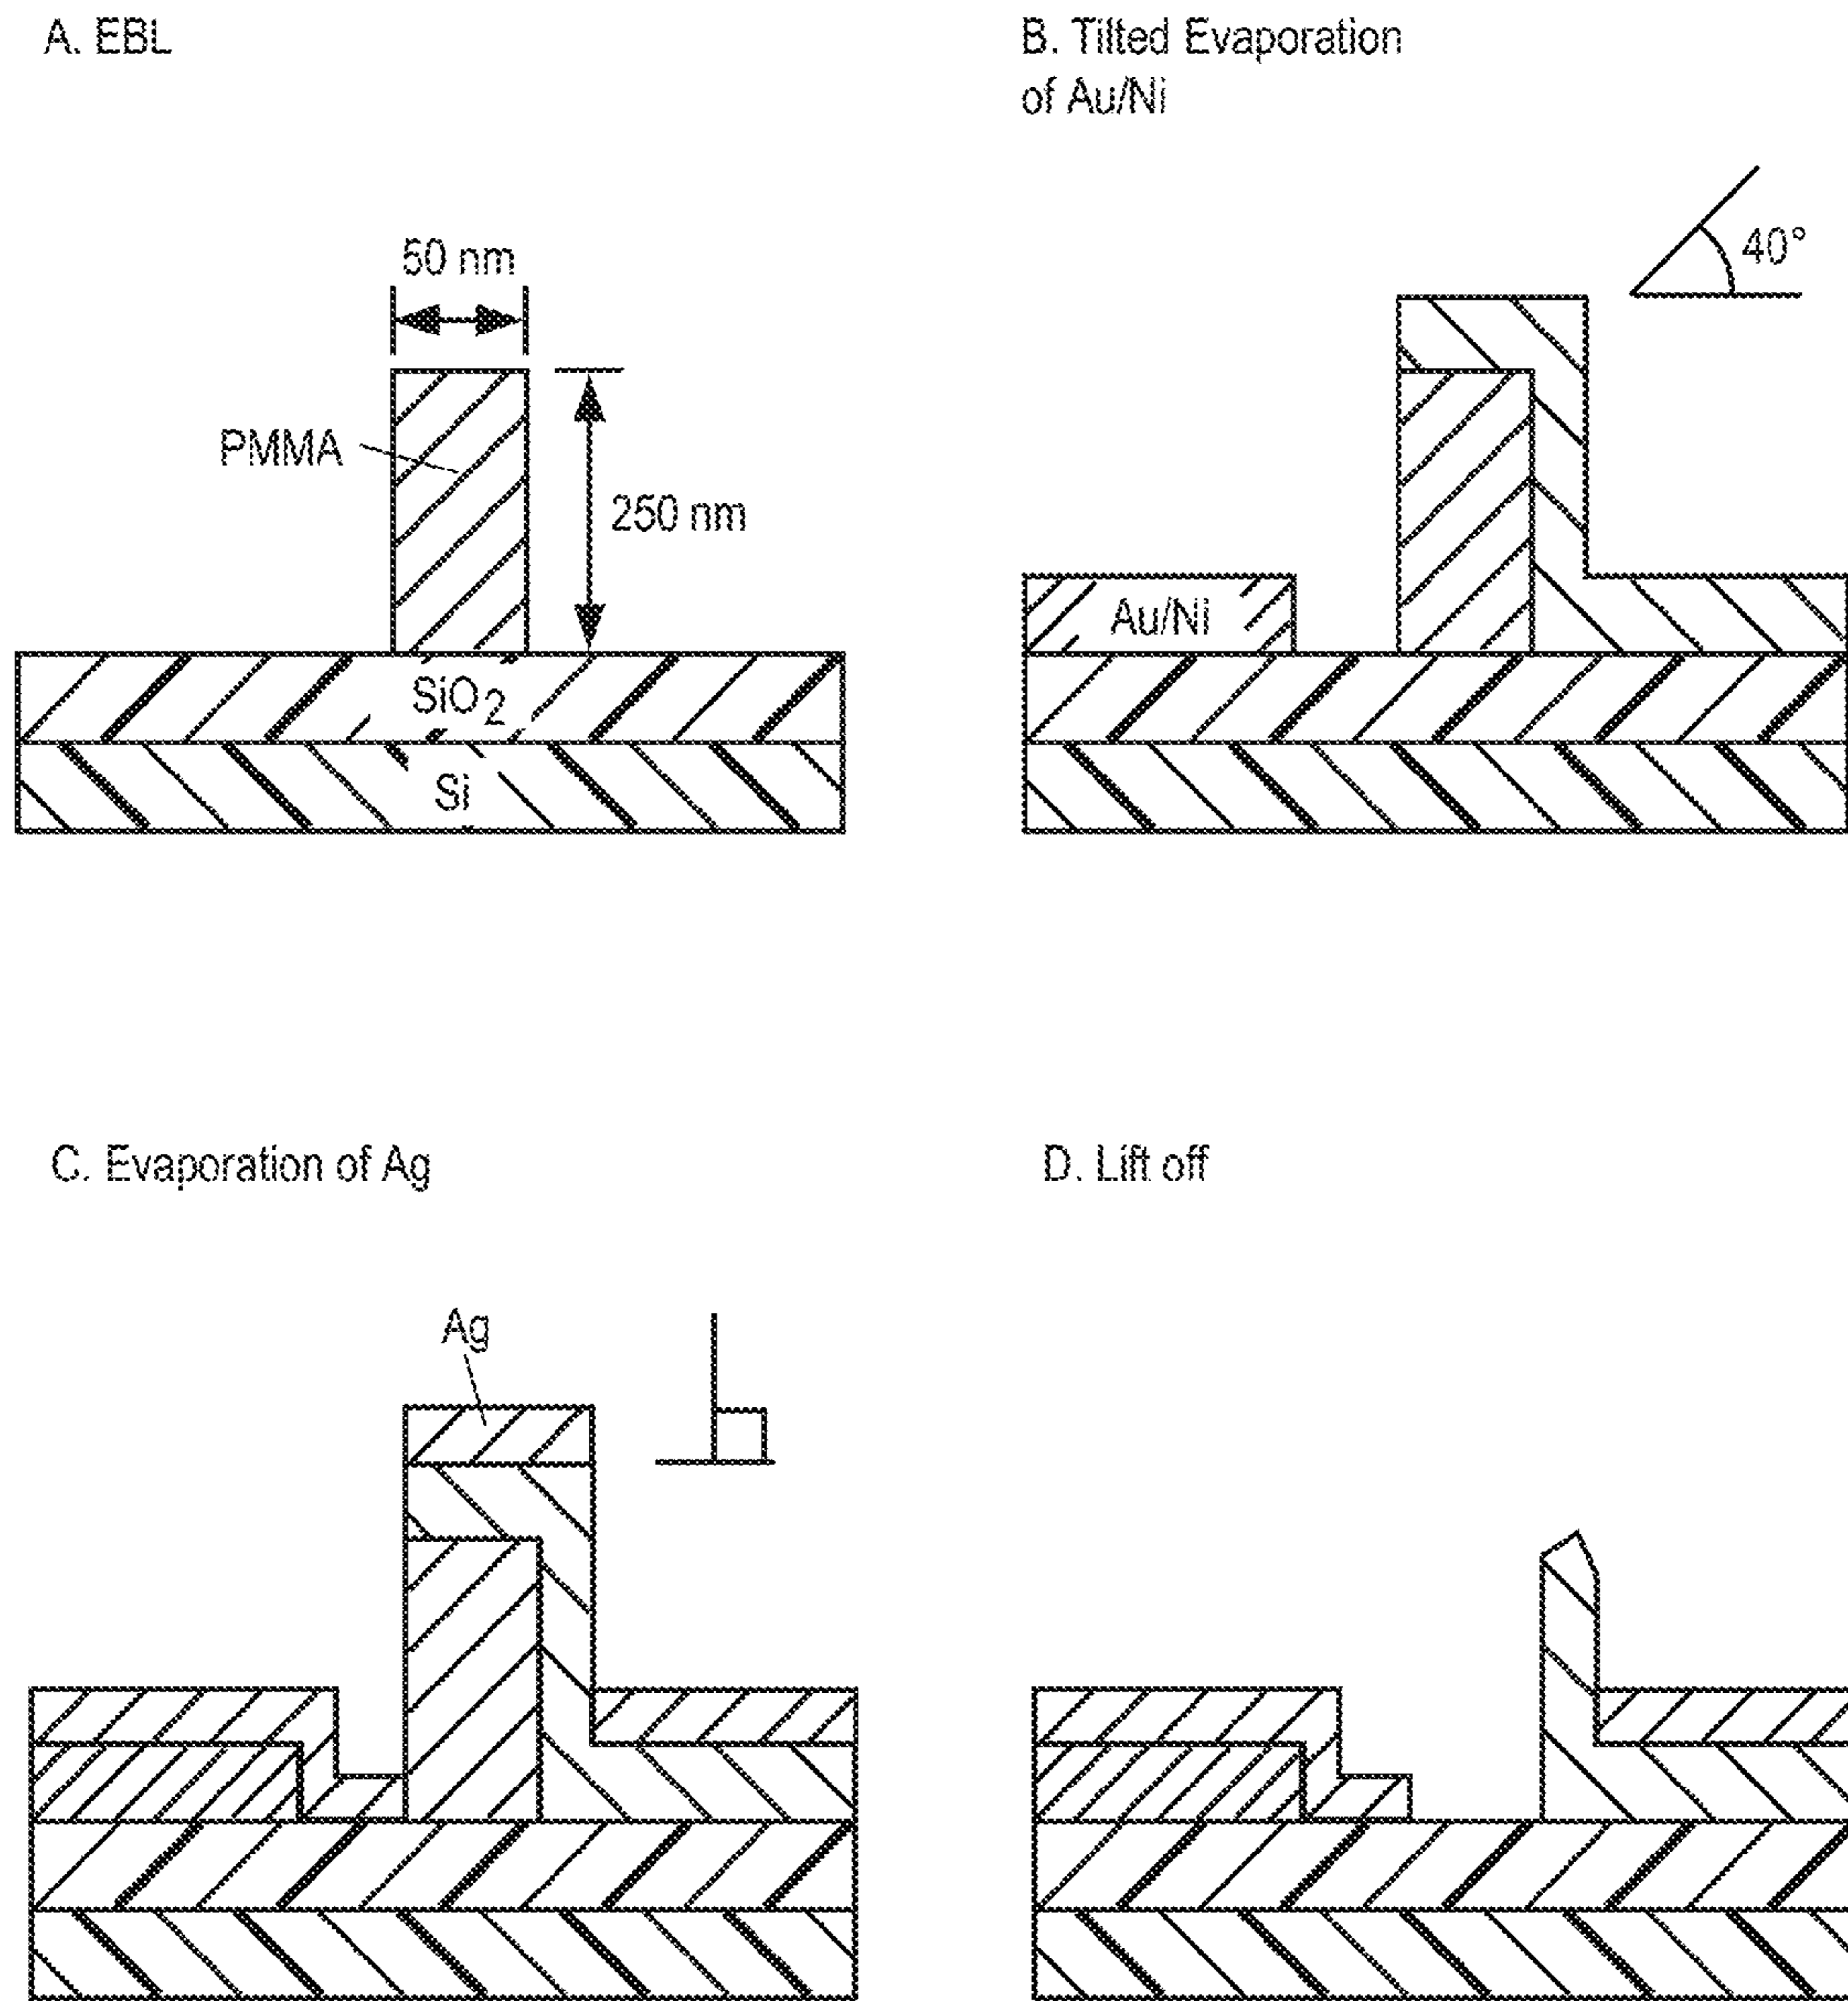 A. EBL
50 nm
PMMA
250 nm
SiO2
Si
B. Tilted Evaporation
of Au/Ni
40°
Au/Ni
C. Evaporation of Ag
Ag
D. Lift off